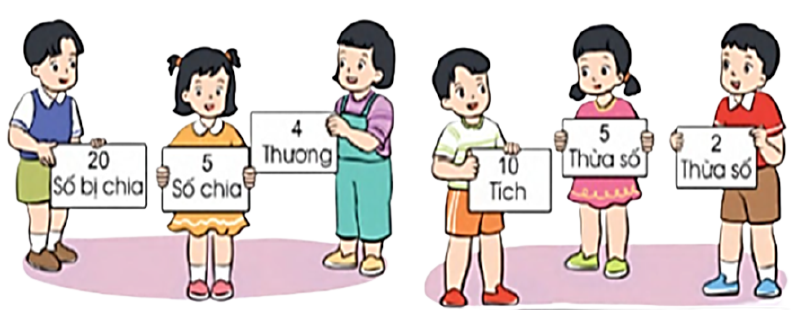 20
Số bị chia
5
Số chia
4
Thương
10
Tích
5
Thừa số
2
Thừa số